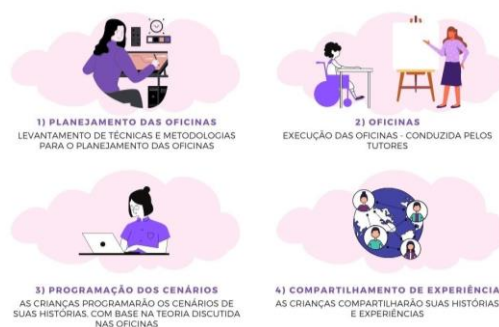 1) PLANEJAMENTO DAS OFICINAS
LEVANTAMENTO DE TÉCNICAS E METODOLOGIAS
PARA O PLANEJAMENTO DAS OFICINAS
2) OFICINAS
EXECUÇÃO DAS OFICINAS - CONDUZIDA PELOS
TUTORES
3) PROGRAMAÇÃO DOS CENÁRIOS
AS CRIANÇAS PROGRAMARÃO OS CENÁRIOS DE
SUAS HISTÓRIAS, COM BASE NA TEORIA DISCUTIDA
NAS OFICINAS
4) COMPARTILHAMENTO DE EXPERIÊNCIA
AS CRIANÇAS COMPARTILHARÃO SUAS HISTÓRIAS
E EXPERIÊNCIAS